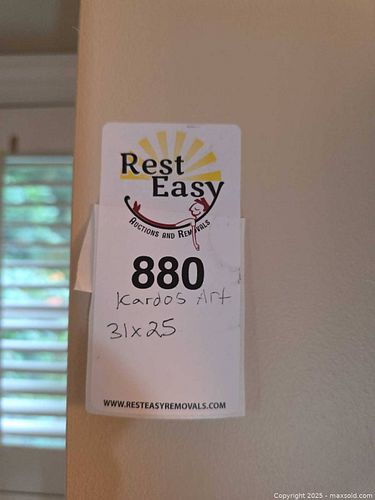 Rest
Easy
AUCTIONS AND REMOVALS
880
Kardos Art
31x25
WWW.RESTEASYREMOVALS.COM
Copyright 2025 - maxsold.com